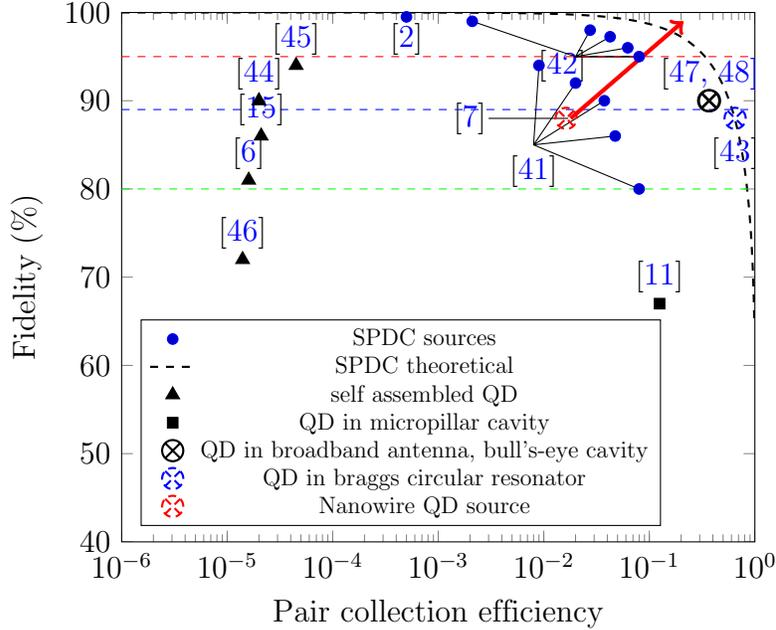 100
90
80
70
60
50
40
Fidelity (%)
[45]
[2]
[44]
[42]
[47, 48]
[15]
[7]
[43]
[6]
[41]
[46]
[11]
SPDC sources
SPDC theoretical
self assembled QD
QD in micropillar cavity
QD in broadband antenna, bull's-eye cavity
QD in braggs circular resonator
Nanowire QD source
10⁻⁶ 10⁻⁵ 10⁻⁴ 10⁻³ 10⁻² 10⁻¹ 10⁰
Pair collection efficiency